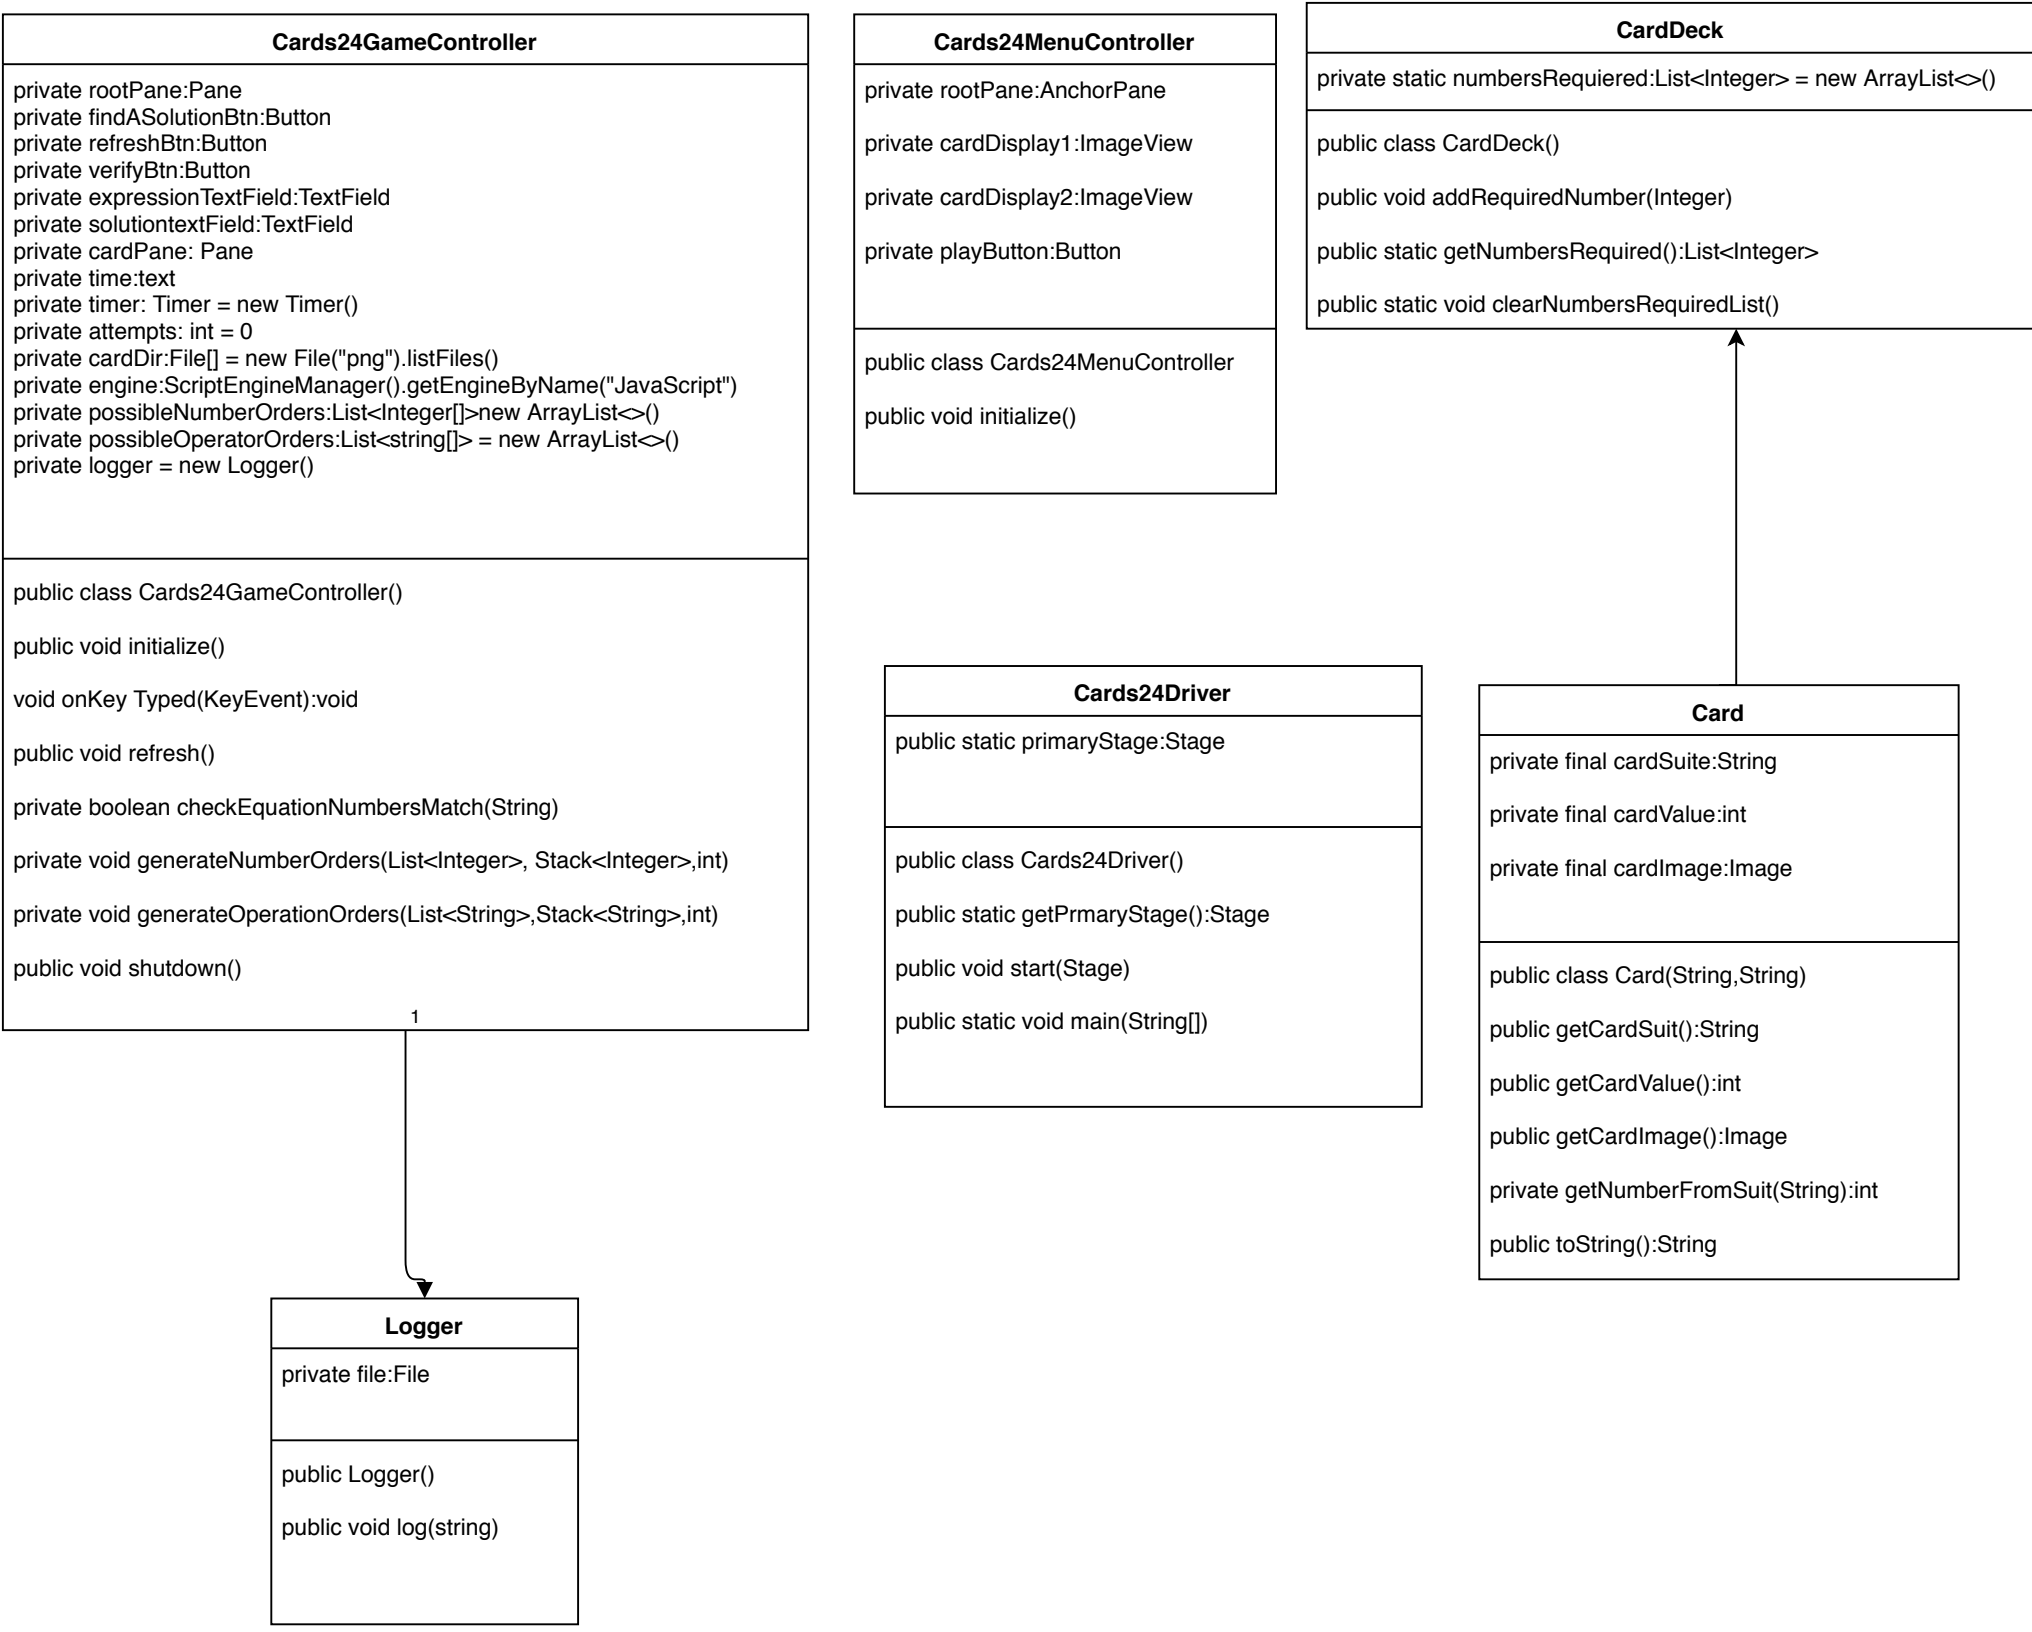 Cards24GameController
private rootPane:Pane
private findASolutionBtn:Button
private refreshBtn:Button
private verifyBtn:Button
private expressionTextField:TextField
private solutiontextField:TextField
private cardPane: Pane
private time:text
private timer: Timer = new Timer()
private attempts: int = 0
private cardDir:File[] = new File("png").listFiles()
private engine:ScriptEngineManager().getEngineByName("JavaScript")
private possibleNumberOrders:List<Integer[]>new ArrayList<>()
private possibleOperatorOrders:List<string[]> = new ArrayList<>()
private logger = new Logger()
public class Cards24GameController()
public void initialize()
void onKey Typed(KeyEvent):void
public void refresh()
private boolean checkEquationNumbersMatch(String)
private void generateNumberOrders(List<Integer>, Stack<Integer>,int)
private void generateOperationOrders(List<String>,Stack<String>,int)
public void shutdown()
1
Cards24MenuController
private rootPane:AnchorPane
private cardDisplay1:ImageView
private cardDisplay2:ImageView
private playButton:Button
public class Cards24MenuController
public void initialize()
CardDeck
private static numbersRequiered:List<Integer> = new ArrayList<>()
public class CardDeck()
public void addRequiredNumber(Integer)
public static getNumbersRequired():List<Integer>
public static void clearNumbersRequiredList()
Cards24Driver
public static primaryStage:Stage
public class Cards24Driver()
public static getPrmaryStage():Stage
public void start(Stage)
public static void main(String[])
Card
private final cardSuite:String
private final cardValue:int
private final cardImage:Image
public class Card(String,String)
public getCardSuit():String
public getCardValue():int
public getCardImage():Image
private getNumberFromSuit(String):int
public toString():String
Logger
private file:File
public Logger()
public void log(string)